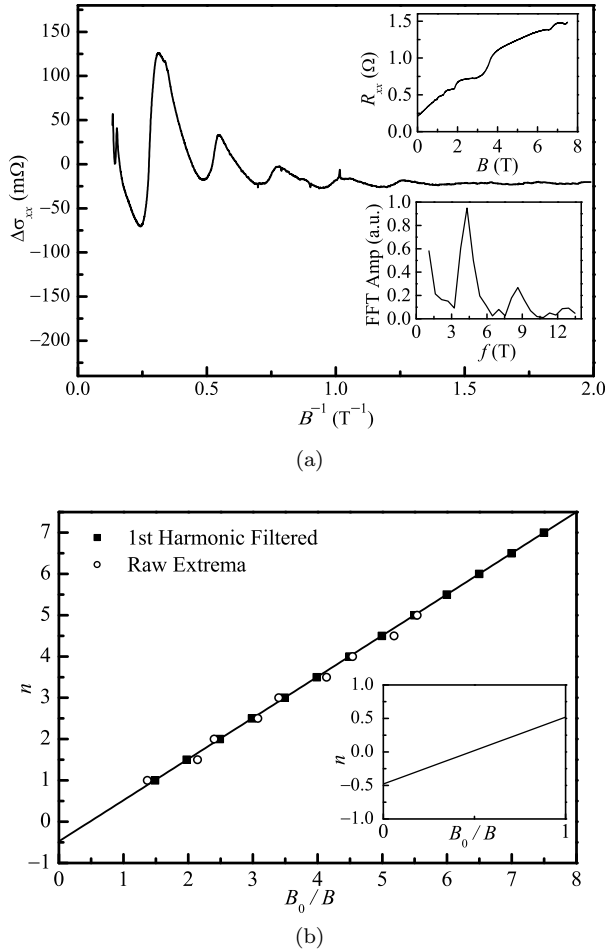 150
100
50
0
−50
−100
−150
−200
Δσxx (mΩ)
0.0 0.5 1.0 1.5 2.0
B−1 (T−1)
1.5
1.0
0.5
0.0
Rxx (Ω)
0 2 4 6 8
B (T)
1.0
0.8
0.6
0.4
0.2
0.0
FFT Amp (a.u.)
3 6 9 12
f (T)
(a)
1st Harmonic Filtered
Raw Extrema
7
6
5
4
3
2
1
0
−1
n
0 1 2 3 4 5 6 7 8
B0 / B
1.0
0.5
0.0
−0.5
−1.0
n
0 1
B0 / B
(b)